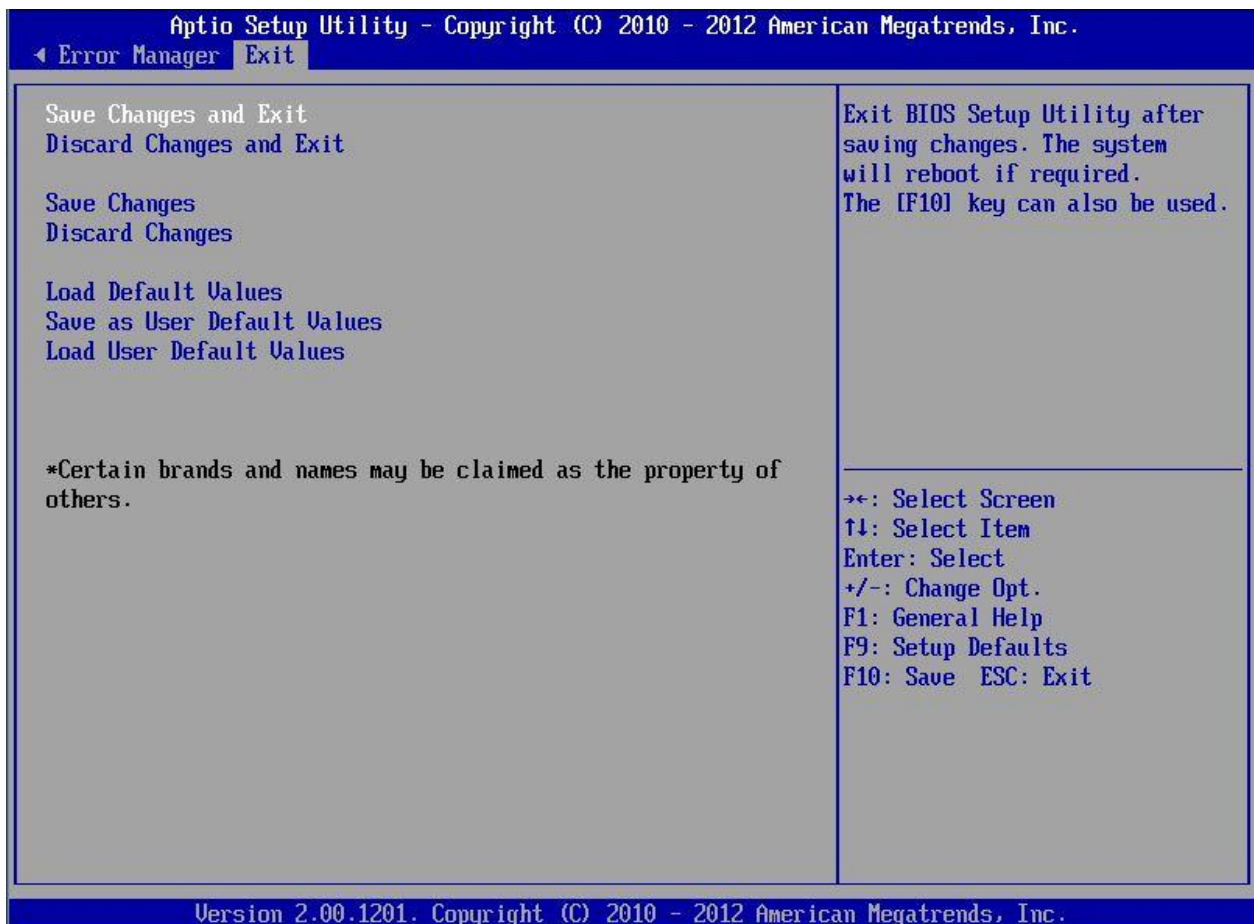 Aptio Setup Utility - Copyright (C) 2010 - 2012 American Megatrends, Inc.
◄ Error Manager Exit
Save Changes and Exit
Discard Changes and Exit
Save Changes
Discard Changes
Load Default Values
Save as User Default Values
Load User Default Values
*Certain brands and names may be claimed as the property of
others.
Exit BIOS Setup Utility after
saving changes. The system
will reboot if required.
The [F10] key can also be used.
→←: Select Screen
↑↓: Select Item
Enter: Select
+/-: Change Opt.
F1: General Help
F9: Setup Defaults
F10: Save ESC: Exit
Version 2.00.1201. Copyright (C) 2010 - 2012 American Megatrends, Inc.